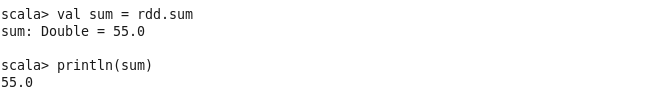 scala> val sum = rdd.sum
sum: Double = 55.0
scala> println(sum)
55.0